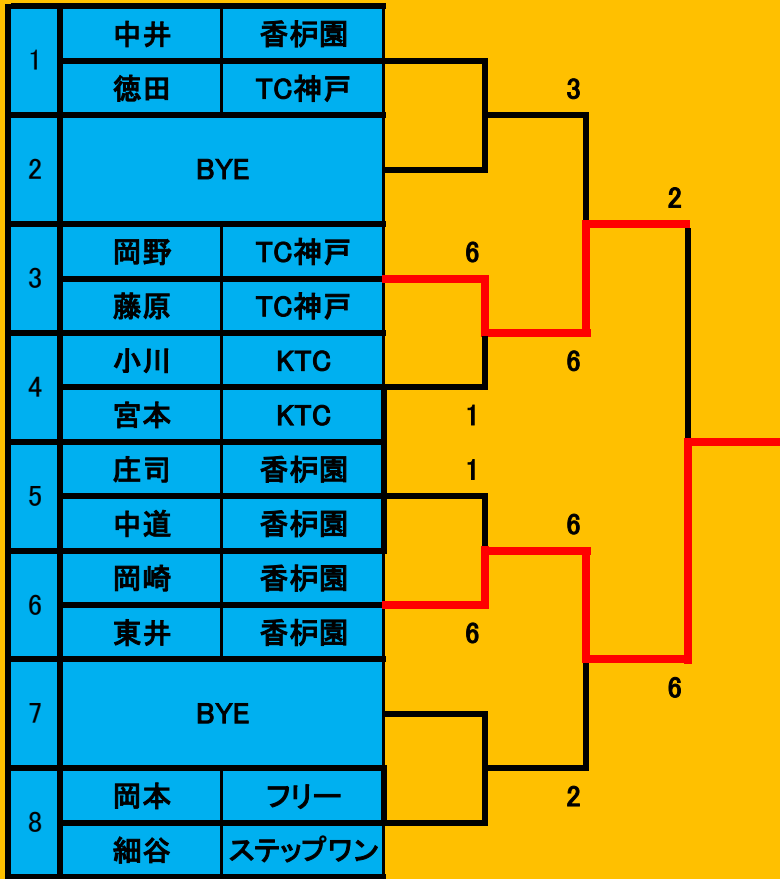 1
中井 香枦園
徳田 TC神戸
3
2
BYE
2
3
岡野 TC神戸
6
藤原 TC神戸
4
小川 KTC
6
宮本 KTC
1
5
庄司 香枦園
1
中道 香枦園
6
6
岡崎 香枦園
東井 香枦園
6
7
BYE
6
8
岡本 フリー
2
細谷 ステップワン